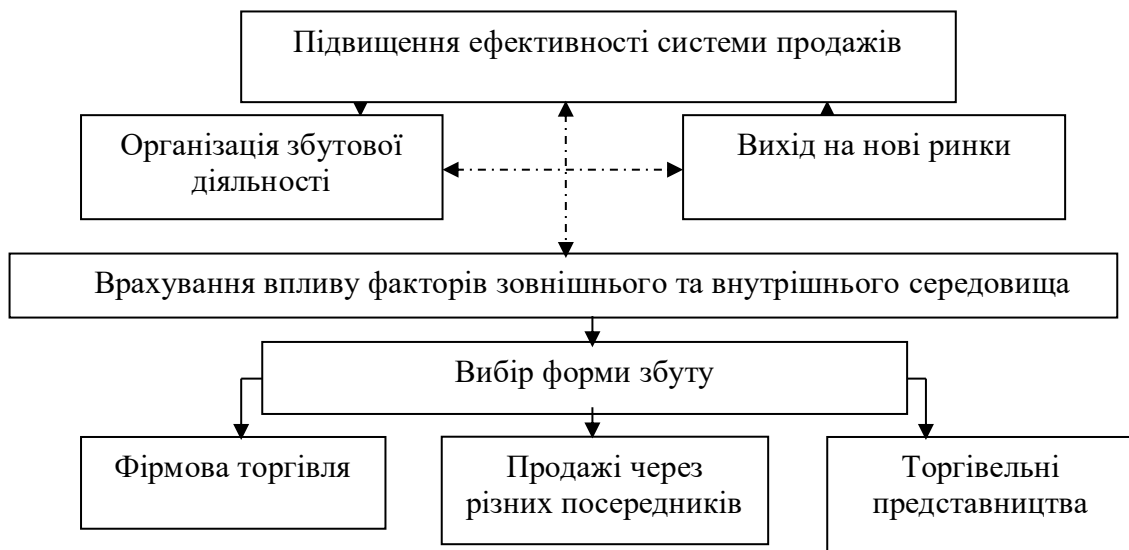 Підвищення ефективності системи продажів
Організація збутової
діяльності
Вихід на нові ринки
Врахування впливу факторів зовнішнього та внутрішнього середовища
Вибір форми збуту
Фірмова торгівля
Продажі через
різних посередників
Торгівельні
представництва